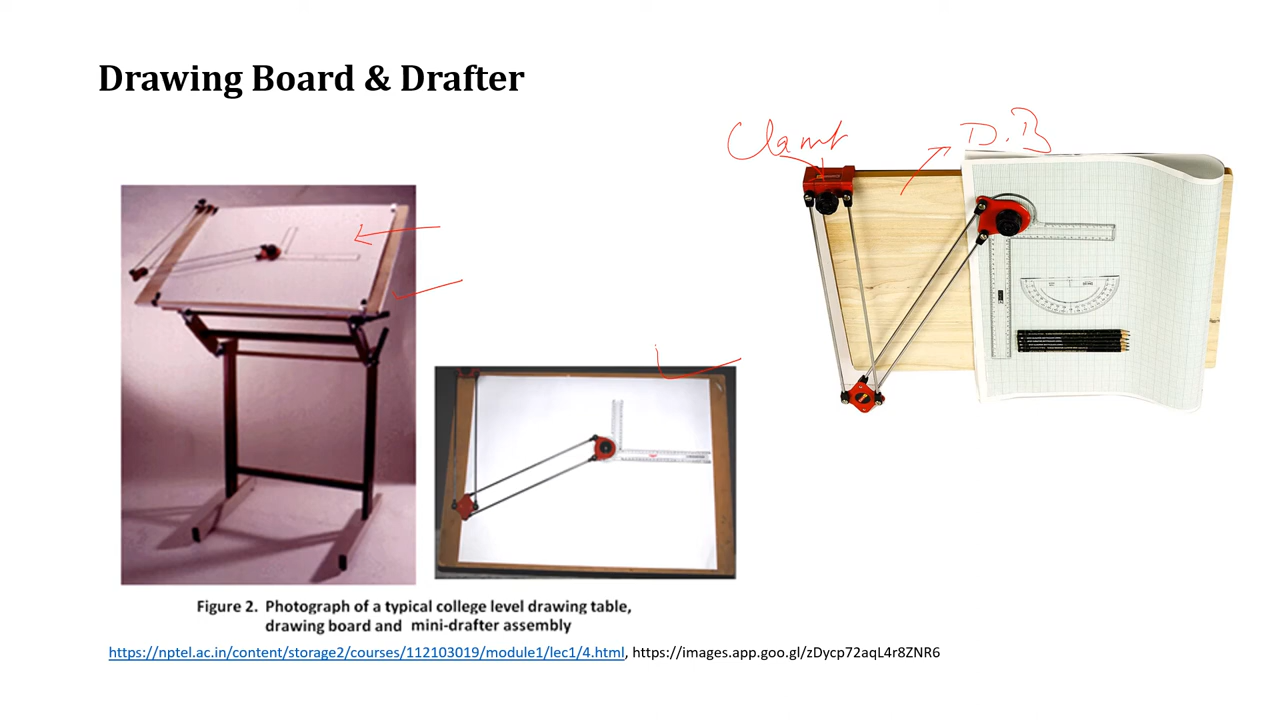 Drawing Board & Drafter
Clamp
D.B
Figure 2. Photograph of a typical college level drawing table,
drawing board and mini-drafter assembly
https://nptel.ac.in/content/storage2/courses/112103019/module1/lec1/4.html, https://images.app.goo.gl/zDycp72aqL4r8ZNR6